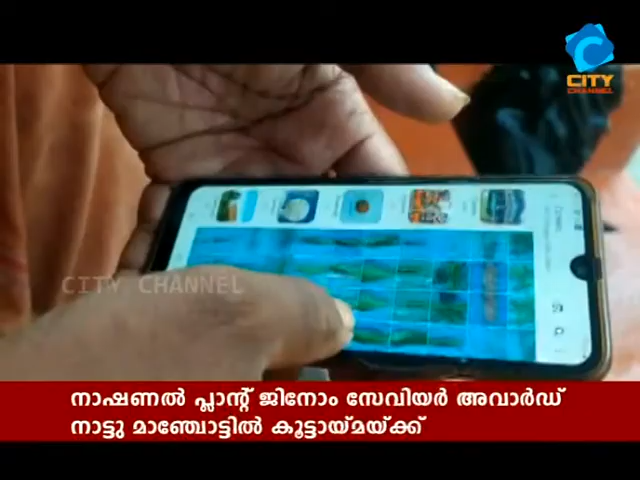 CITY
CHANNEL
CITY CHANNEL
നാഷണൽ പ്ലാന്റ് ജിനോം സേവിയർ അവാർഡ്
നാട്ടു മാഞ്ചോട്ടിൽ കൂട്ടായ്മയ്ക്ക്